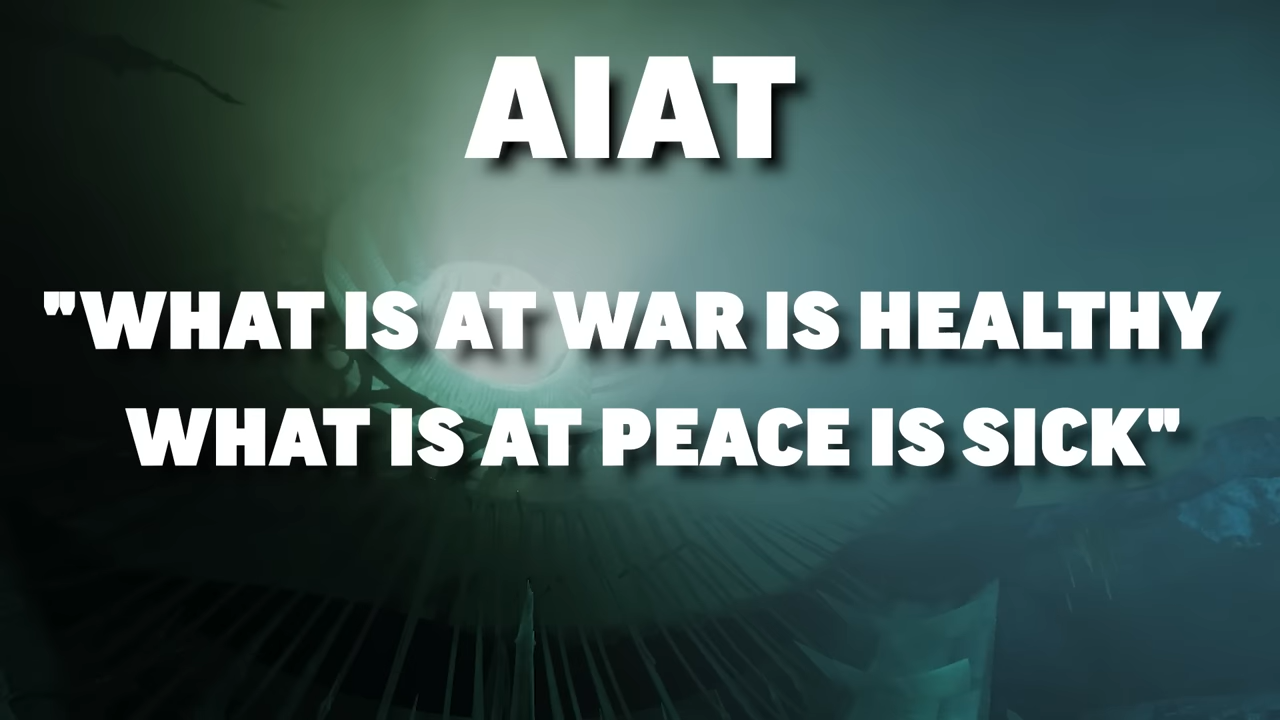 AIAT
"WHAT IS AT WAR IS HEALTHY
WHAT IS AT PEACE IS SICK"